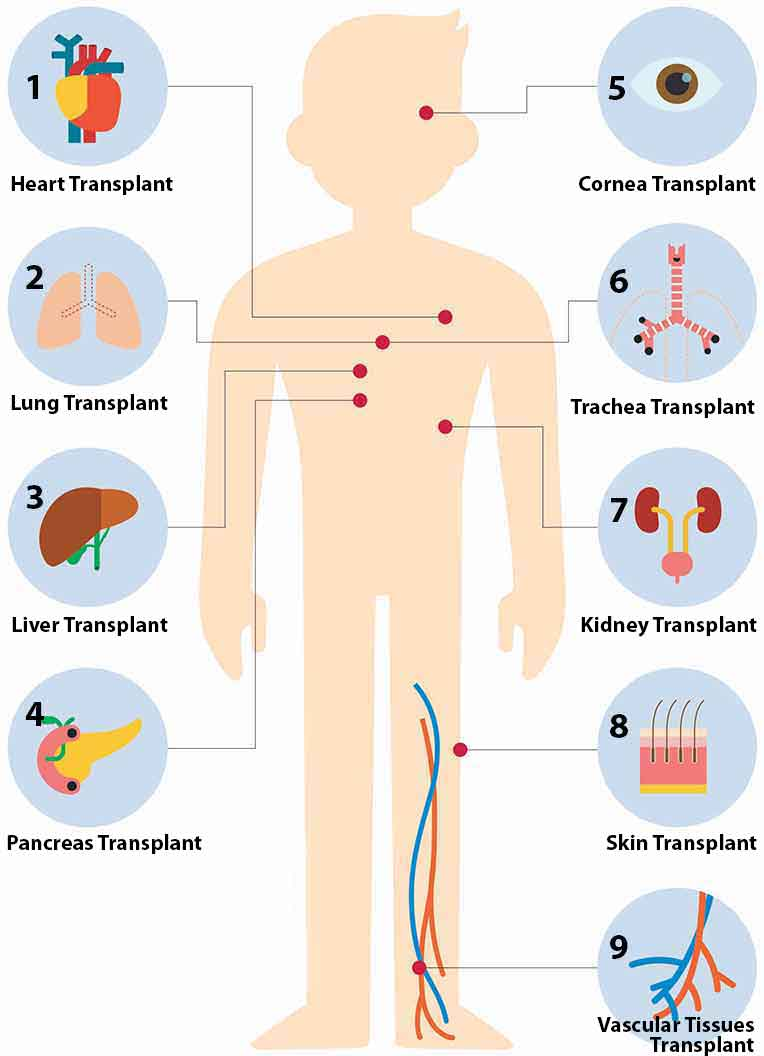 1
Heart Transplant
2
Lung Transplant
3
Liver Transplant
4
Pancreas Transplant
5
Cornea Transplant
6
Trachea Transplant
7
Kidney Transplant
8
Skin Transplant
9
Vascular Tissues
Transplant